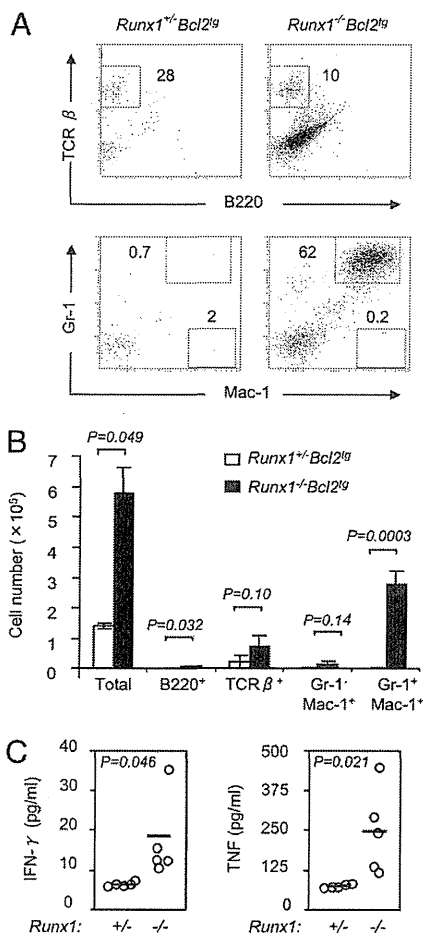 A
Runx1+/-Bcl2tg Runx1-/-Bcl2tg
TCR β
28
10
B220
Gr-1
0.7
2
62
0.2
Mac-1
B
Cell number (×10⁵)
7
6
5
4
3
2
1
0
P=0.049
P=0.032
P=0.10
P=0.14
P=0.0003
Runx1+/-Bcl2tg
Runx1-/-Bcl2tg
Total B220+ TCR β+ Gr-1- Gr-1+
Mac-1+ Mac-1+
C
IFN-γ (pg/ml)
40
30
20
10
0
P=0.046
TNF (pg/ml)
500
375
250
125
0
P=0.021
Runx1: +/- -/- Runx1: +/- -/-